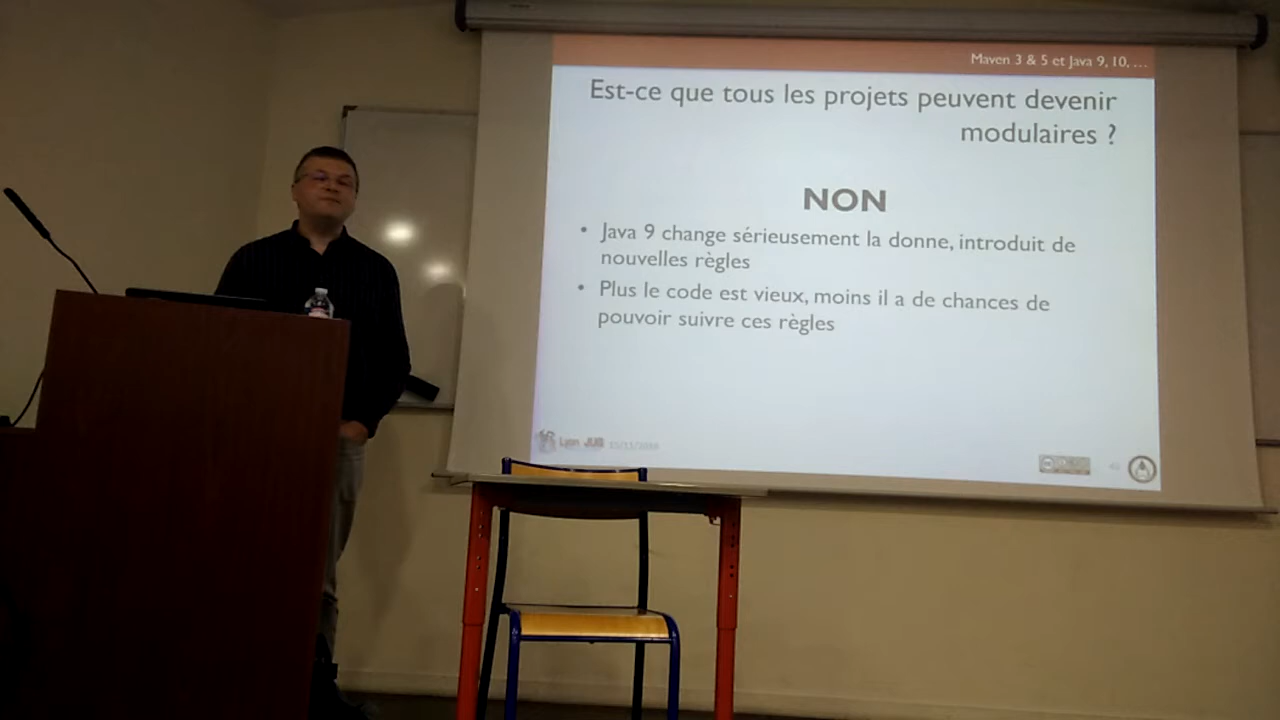 Maven 3 & 5 et Java 9, 10, ...
Est-ce que tous les projets peuvent devenir
modulaires ?
NON
• Java 9 change sérieusement la donne, introduit de
nouvelles règles
• Plus le code est vieux, moins il a de chances de
pouvoir suivre ces règles
Lyon JUG